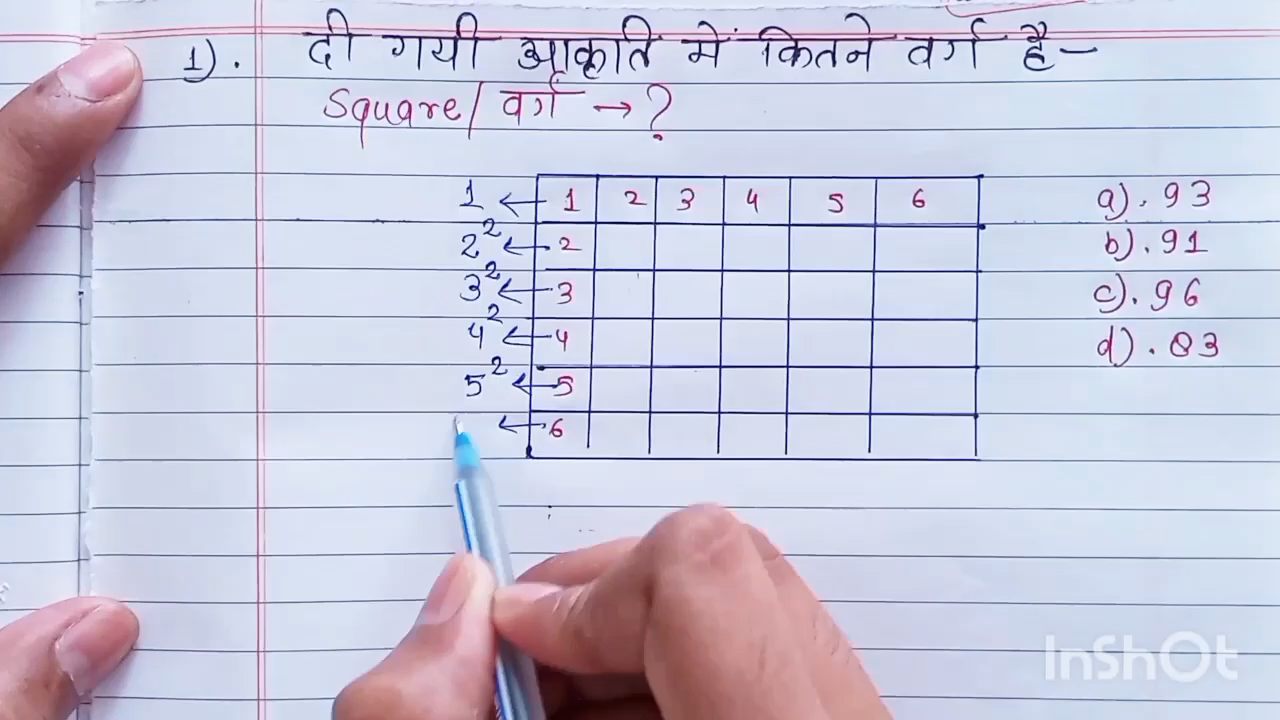 1). दी गयी आकृति में कितने वर्ग है-
Square/वर्ग → ?
1 ← 1 2 3 4 5 6
2² ← 2
3² ← 3
4² ← 4
5² ← 5
← 6
a). 93
b). 91
c). 96
d). 83
InShOt